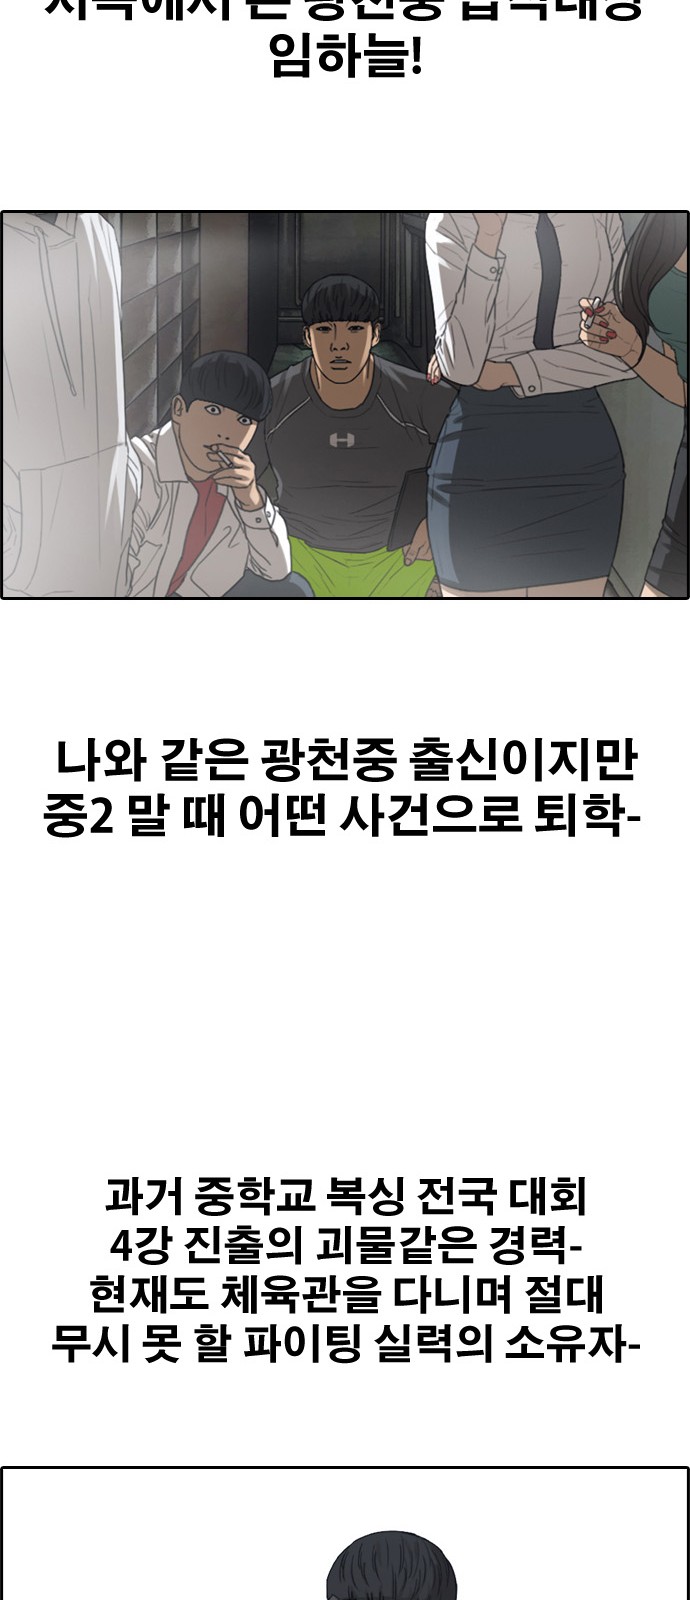 임하늘!
나와 같은 광천중 출신이지만
중2 말 때 어떤 사건으로 퇴학-
과거 중학교 복싱 전국 대회
4강 진출의 괴물같은 경력-
현재도 체육관을 다니며 절대
무시 못 할 파이팅 실력의 소유자-